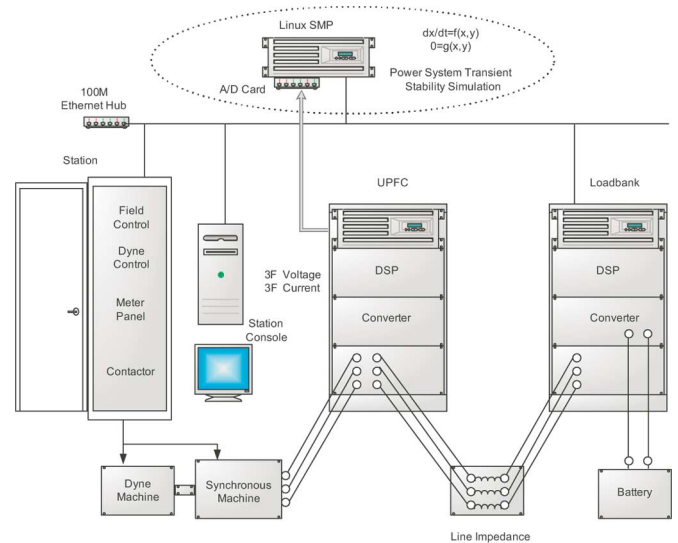 Linux SMP
dx/dt=f(x,y)
0=g(x,y)
A/D Card
Power System Transient
Stability Simulation
100M
Ethernet Hub
Station
UPFC
Loadbank
Field
Control
Dyne
Control
Meter
Panel
Contactor
3F Voltage
3F Current
Station
Console
DSP
Converter
DSP
Converter
Dyne
Machine
Synchronous
Machine
Battery
Line Impedance